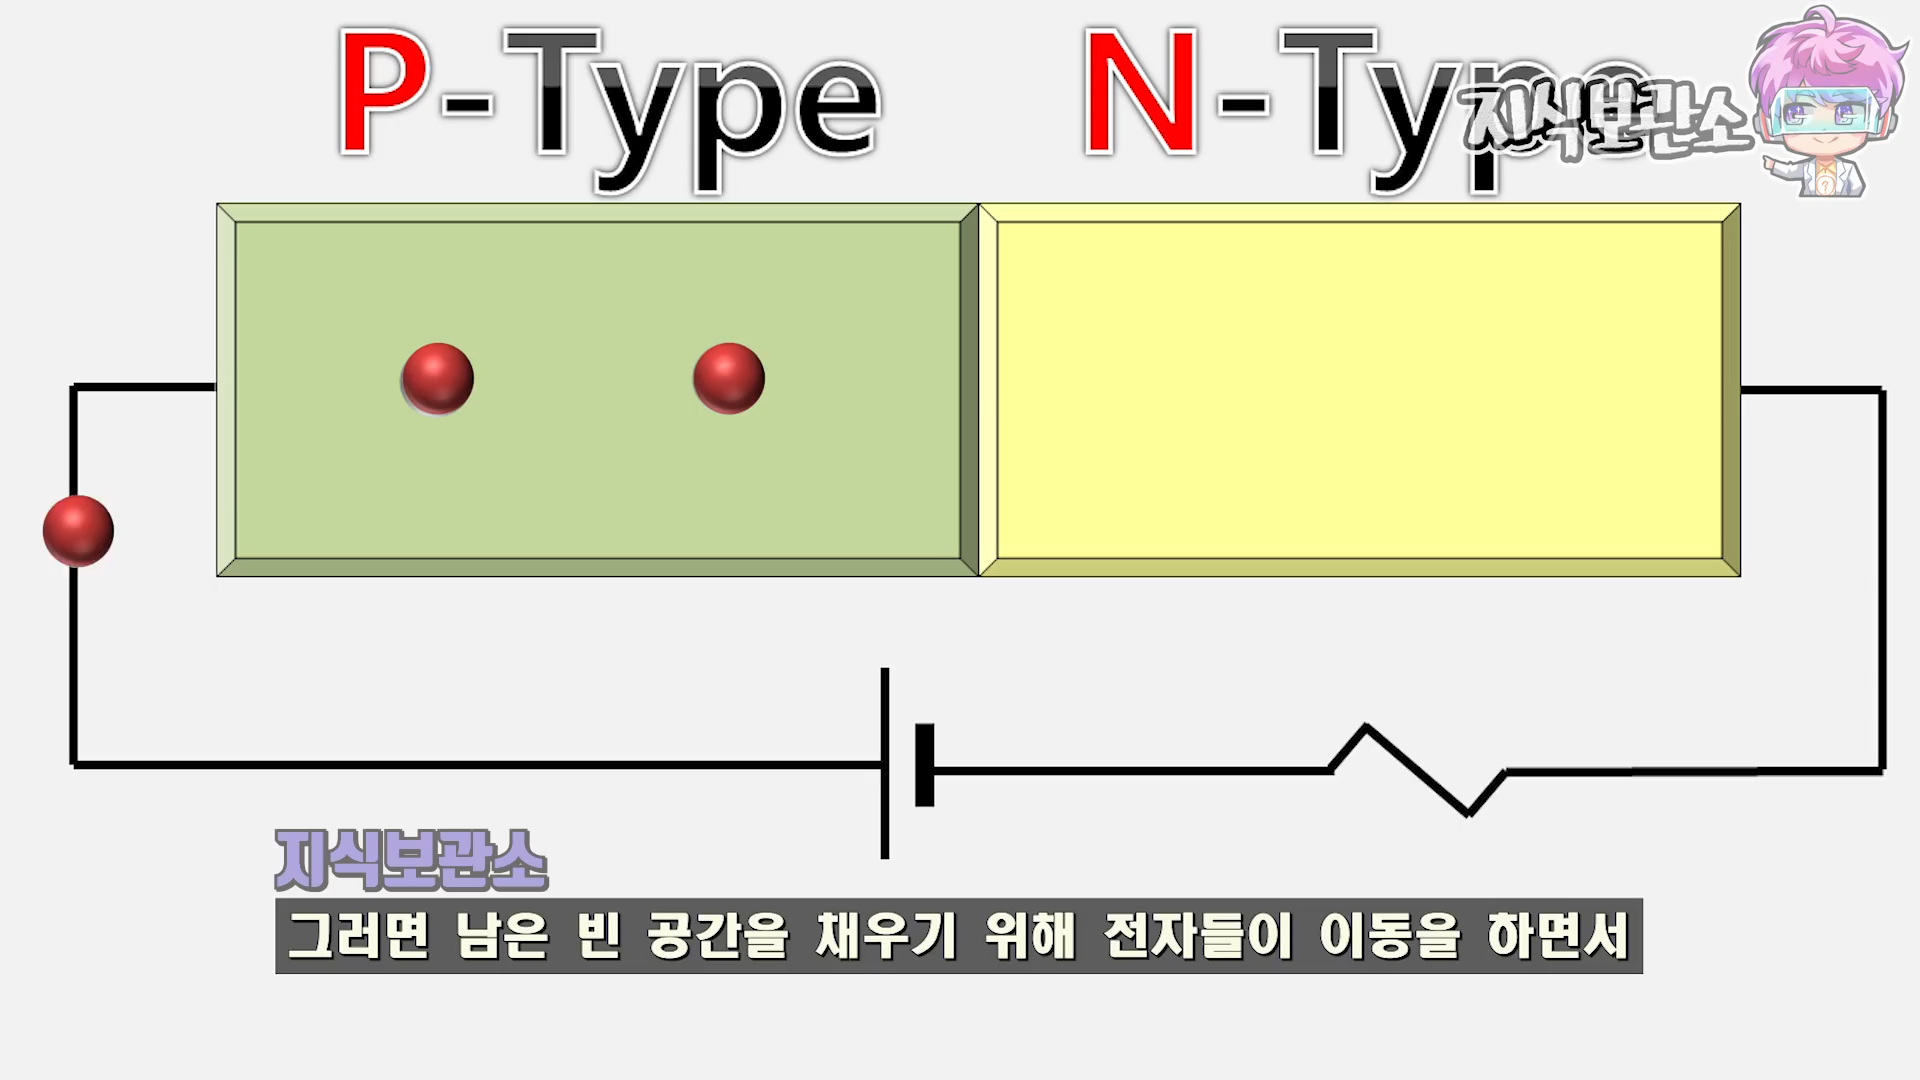 P-Type
N-Type
지식보관소
지식보관소
그러면 남은 빈 공간을 채우기 위해 전자들이 이동을 하면서